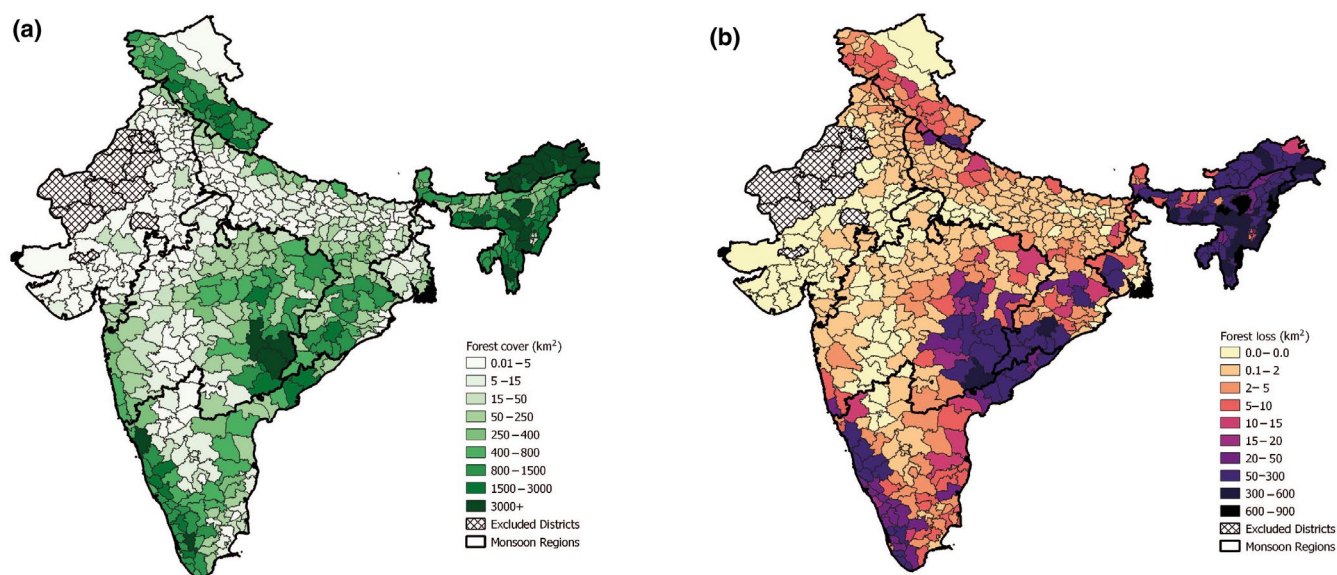 (a)
Forest cover (km²)
0.01–5
5–15
15–50
50–250
250–400
400–800
800–1500
1500–3000
3000+
Excluded Districts
Monsoon Regions
(b)
Forest loss (km²)
0.0–0.0
0.1–2
2–5
5–10
10–15
15–20
20–50
50–300
300–600
600–900
Excluded Districts
Monsoon Regions